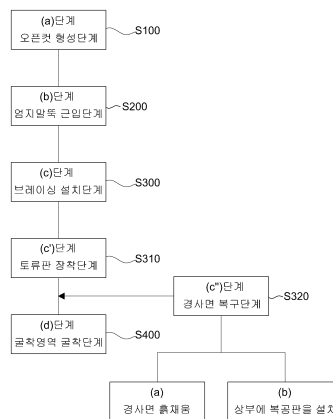 (a)단계
오픈컷 형성단계
S100
(b)단계
엄지말뚝 근입단계
S200
(c)단계
브레이싱 설치단계
S300
(c')단계
토류판 장착단계
S310
(c")단계
경사면 복구단계
S320
(d)단계
굴착영역 굴착단계
S400
(a)
경사면 흙채움
(b)
상부에 복공판을 설치